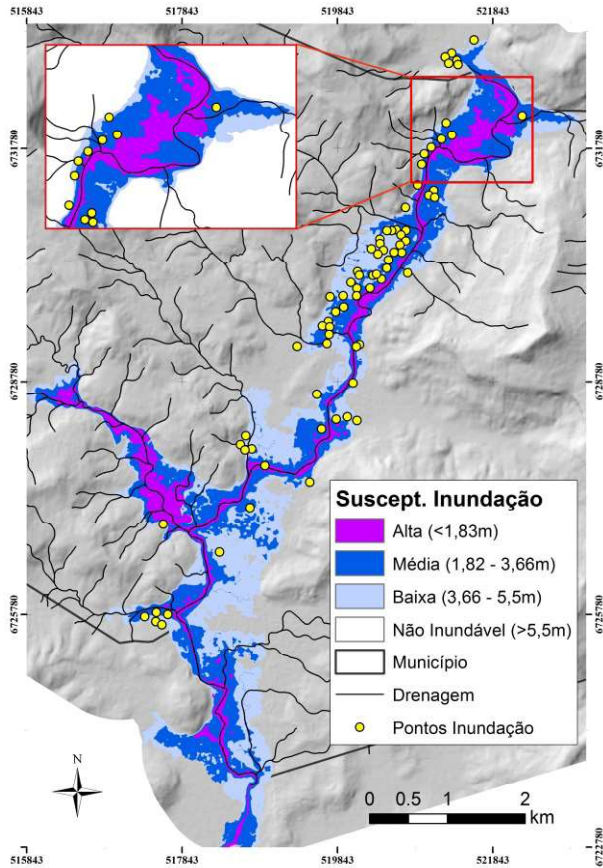 515843 517843 519843 521843
6731780
6731780
6728780
6728780
Suscept. Inundação
Alta (<1,83m)
Média (1,82 - 3,66m)
Baixa (3,66 - 5,5m)
Não Inundável (>5,5m)
Município
Drenagem
Pontos Inundação
6725780
6725780
N
0 0.5 1 2
km
515843 517843 519843 521843
6722780